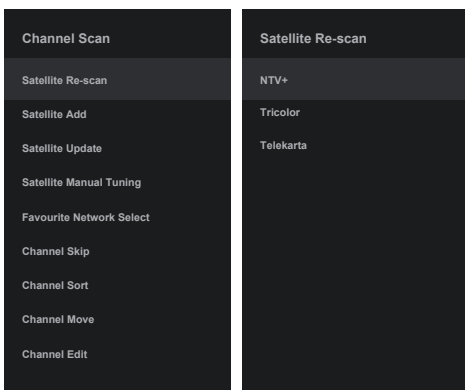 Channel Scan
Satellite Re-scan
Satellite Add
Satellite Update
Satellite Manual Tuning
Favourite Network Select
Channel Skip
Channel Sort
Channel Move
Channel Edit
Satellite Re-scan
NTV+
Tricolor
Telekarta